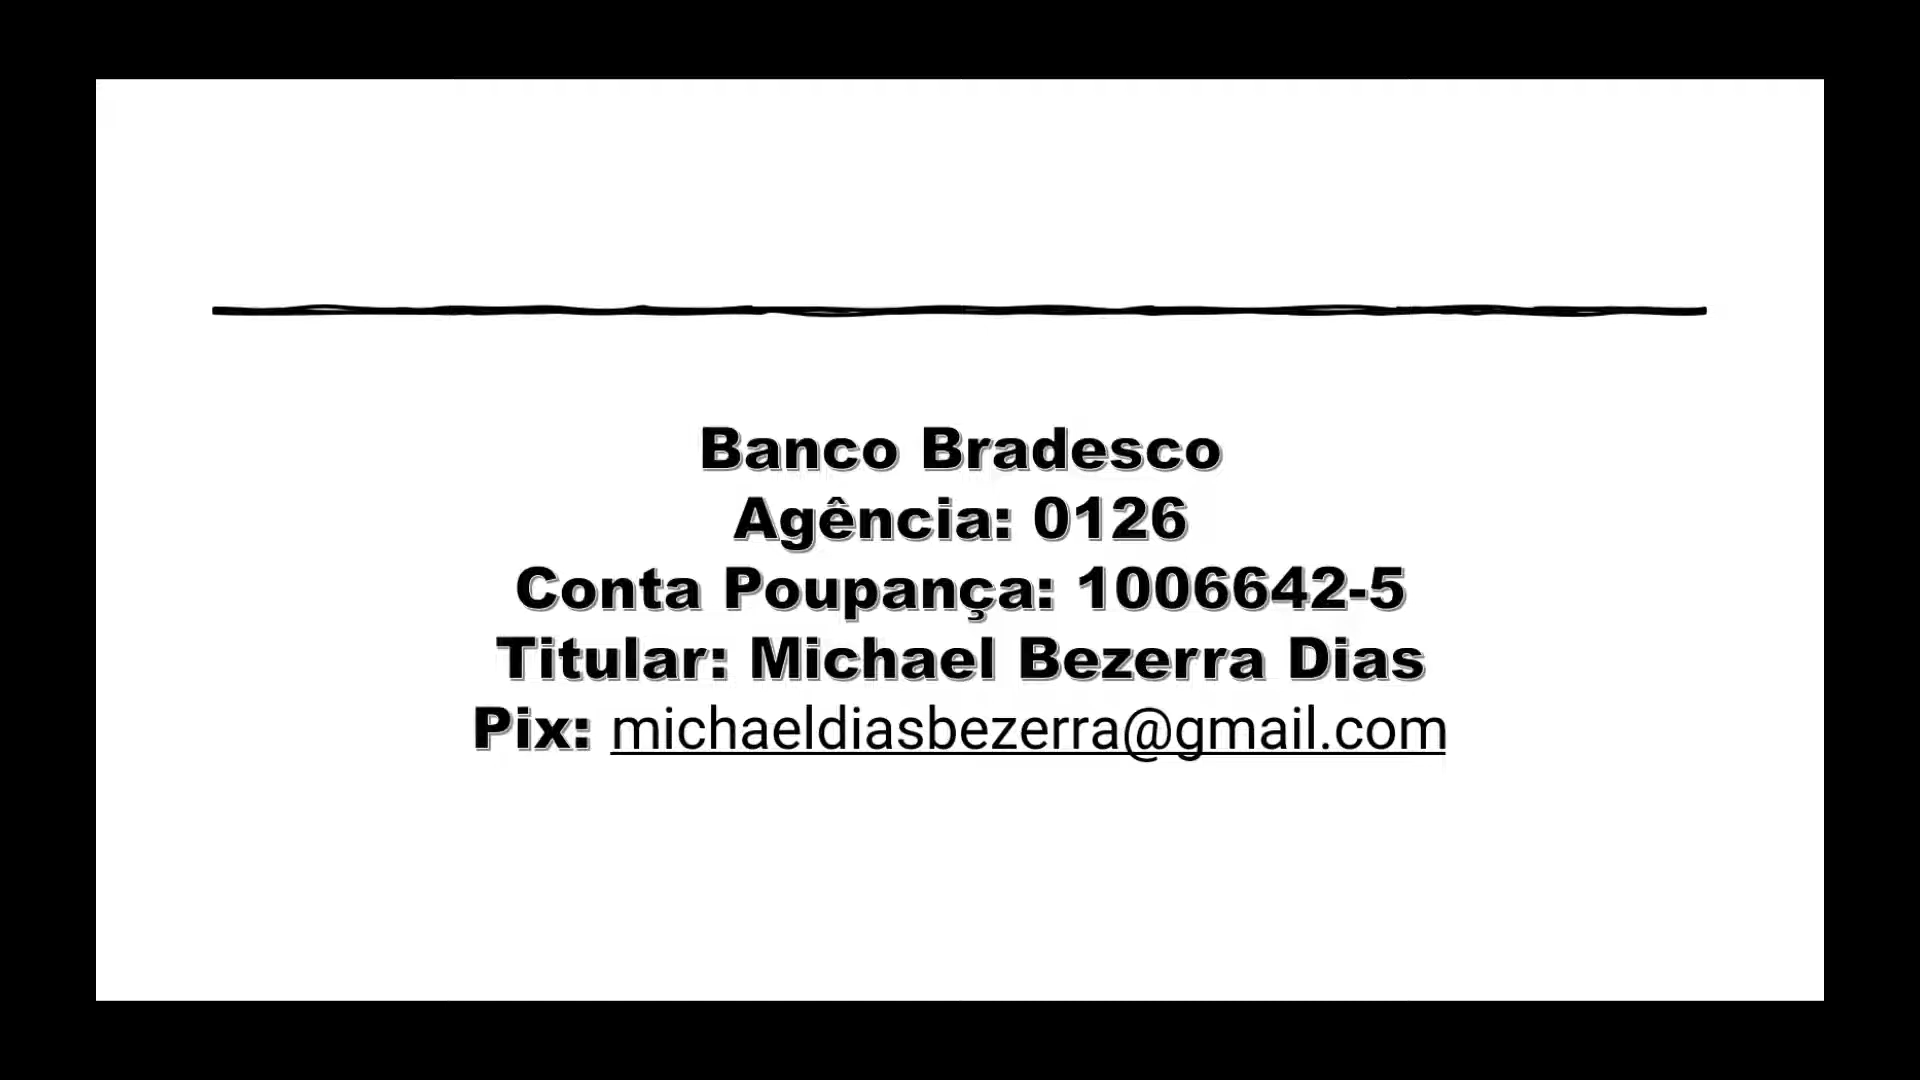 Banco Bradesco
Agência: 0126
Conta Poupança: 1006642-5
Titular: Michael Bezerra Dias
Pix: michaeldiasbezerra@gmail.com